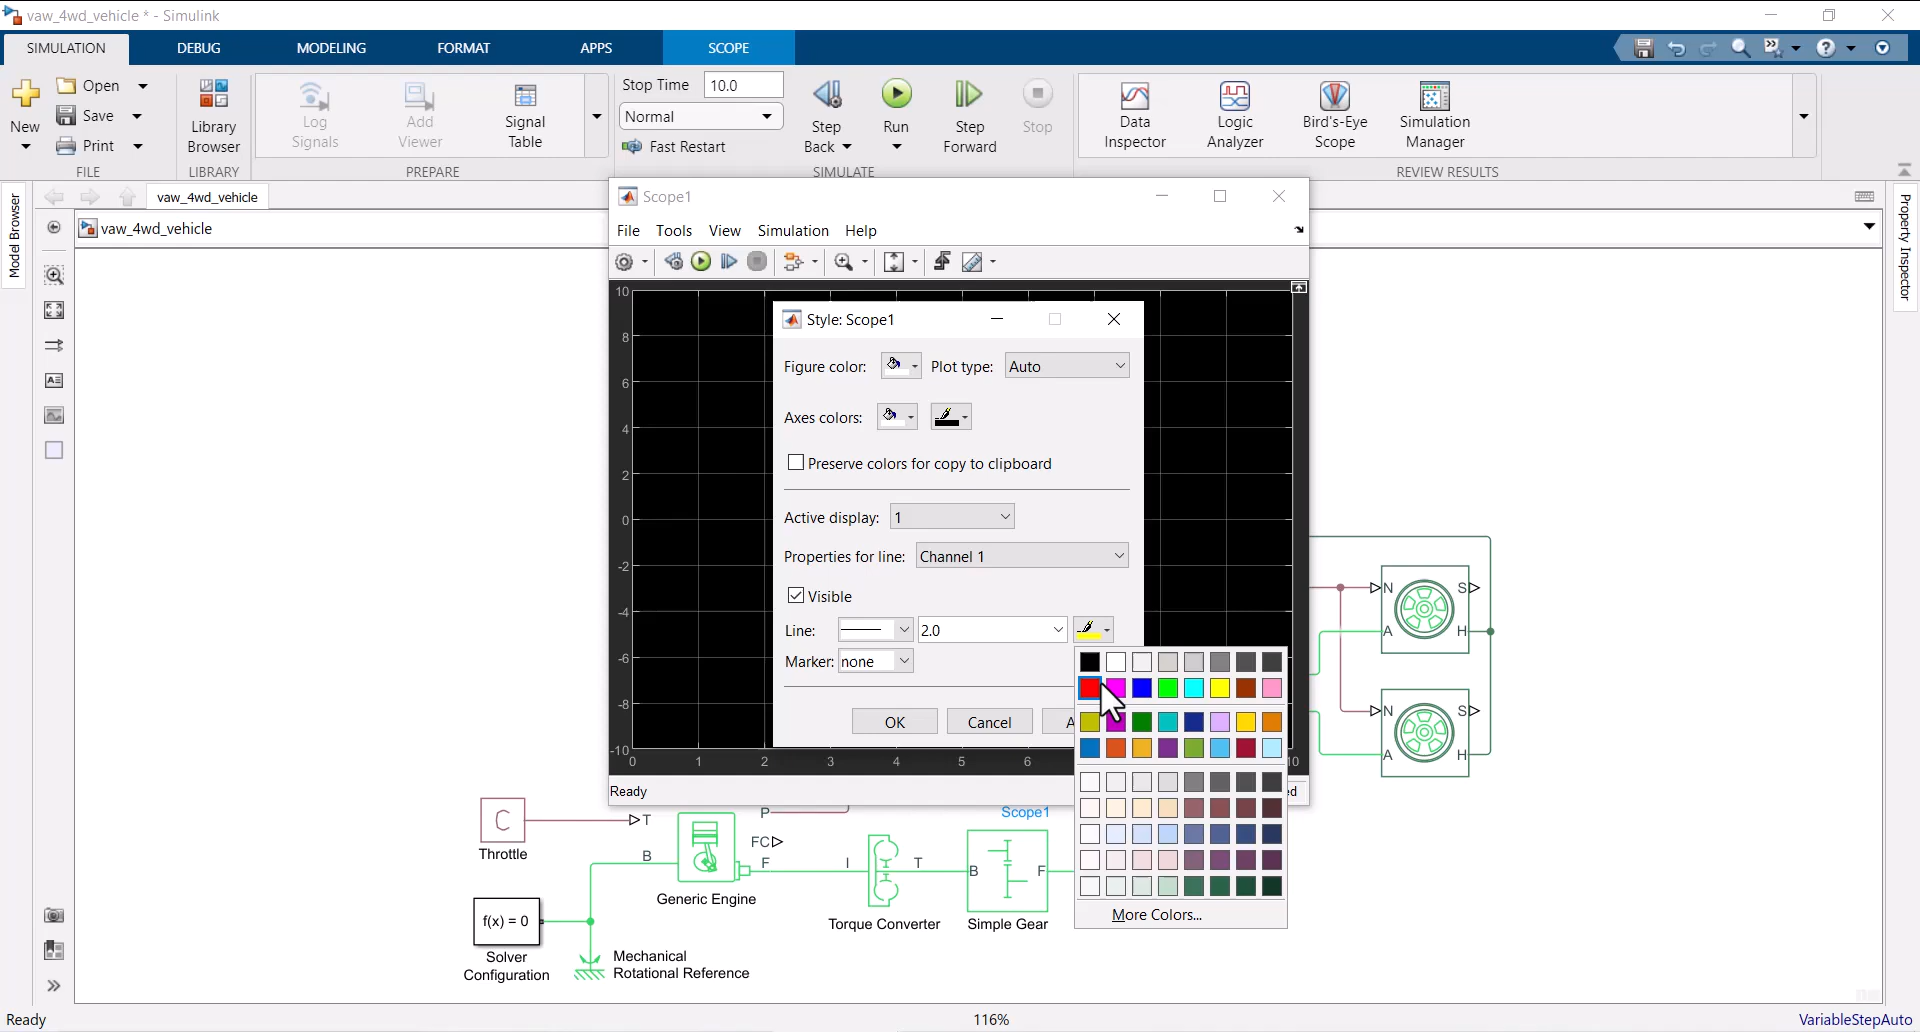 vaw_4wd_vehicle * - Simulink
SIMULATION DEBUG MODELING FORMAT APPS SCOPE
New
Open
Save
Print
FILE
Library
Browser
LIBRARY
Log
Signals
Add
Viewer
Signal
Table
PREPARE
Stop Time 10.0
Normal
Fast Restart
Step
Back
Run
Step
Forward
Stop
SIMULATE
Data
Inspector
Logic
Analyzer
Bird's-Eye
Scope
Simulation
Manager
REVIEW RESULTS
Model Browser
vaw_4wd_vehicle
vaw_4wd_vehicle
Property Inspector
Scope1
File Tools View Simulation Help
10
8
6
4
2
0
-2
-4
-6
-8
-10
0 1 2 3 4 5 6 10
Ready ed
Style: Scope1
Figure color: Plot type: Auto
Axes colors:
Preserve colors for copy to clipboard
Active display: 1
Properties for line: Channel 1
Visible
Line: 2.0
Marker: none
OK Cancel A
More Colors...
N S
A H
N S
A H
C
Throttle
T
B
P
FC
F
Generic Engine
I T
Torque Converter
Scope1
B F
Simple Gear
f(x) = 0
Solver
Configuration
Mechanical
Rotational Reference
Ready 116% VariableStepAuto